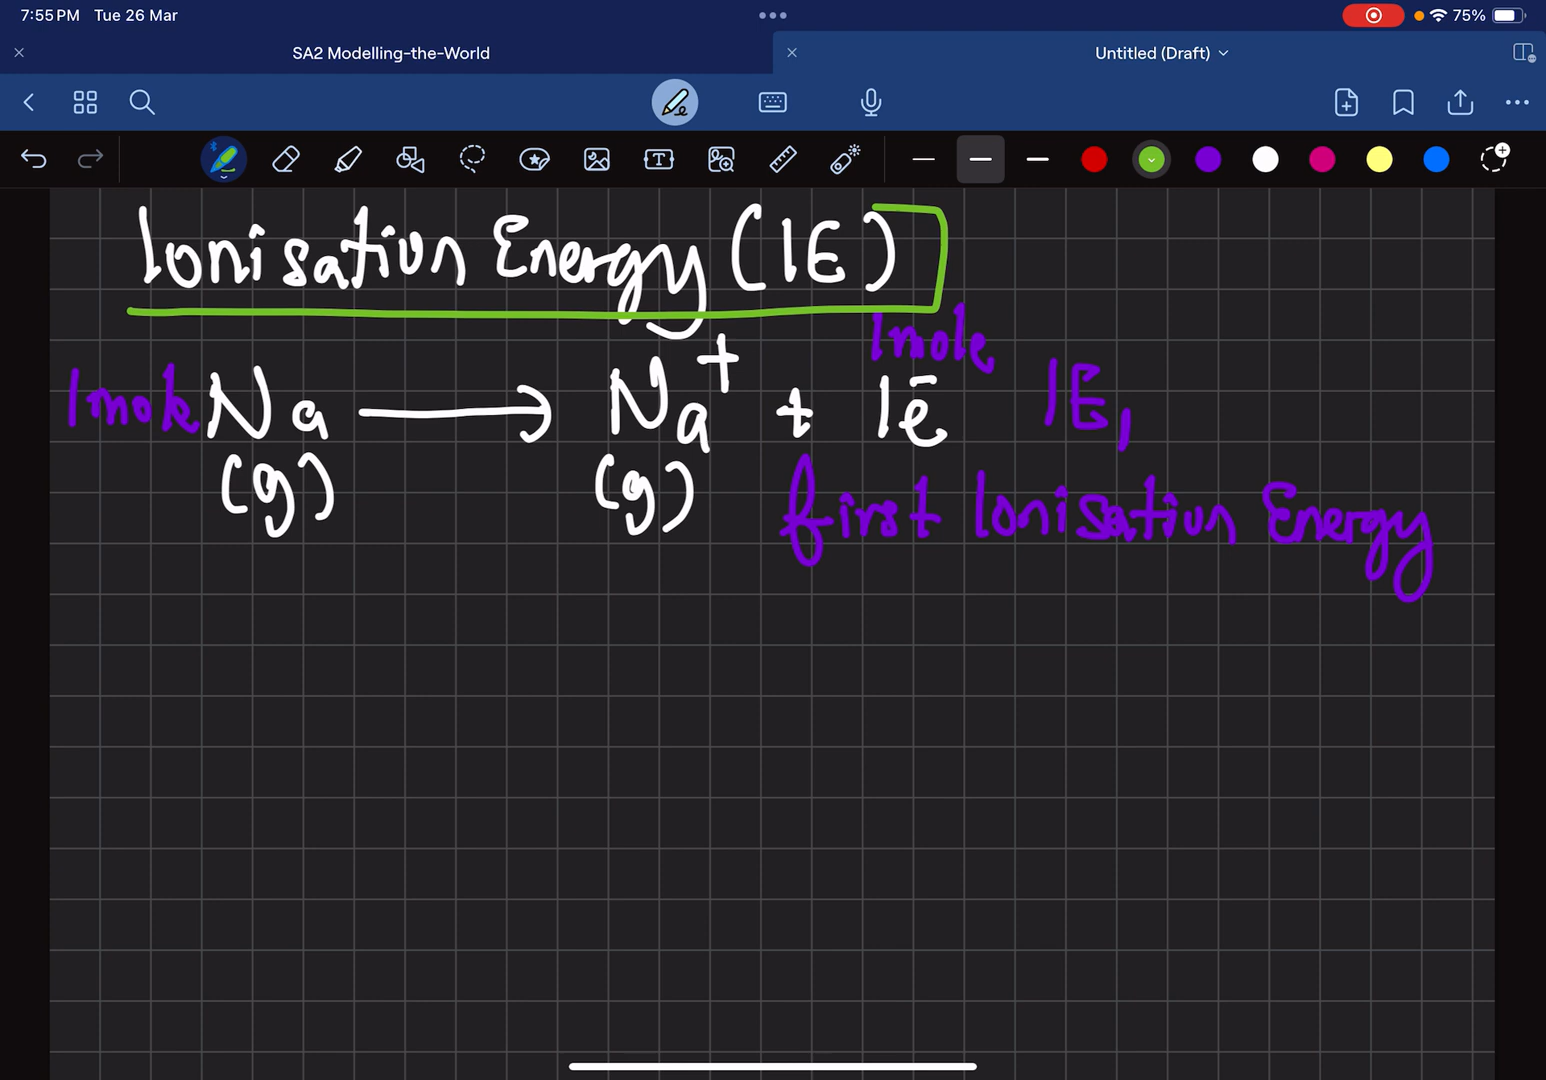 7:55 PM Tue 26 Mar
75%
SA2 Modelling-the-World
Untitled (Draft)
T
Ionisation Energy (IE)
1mole
1mole Na → Na⁺ + 1ē IE₁
(g) (g) first Ionisation Energy